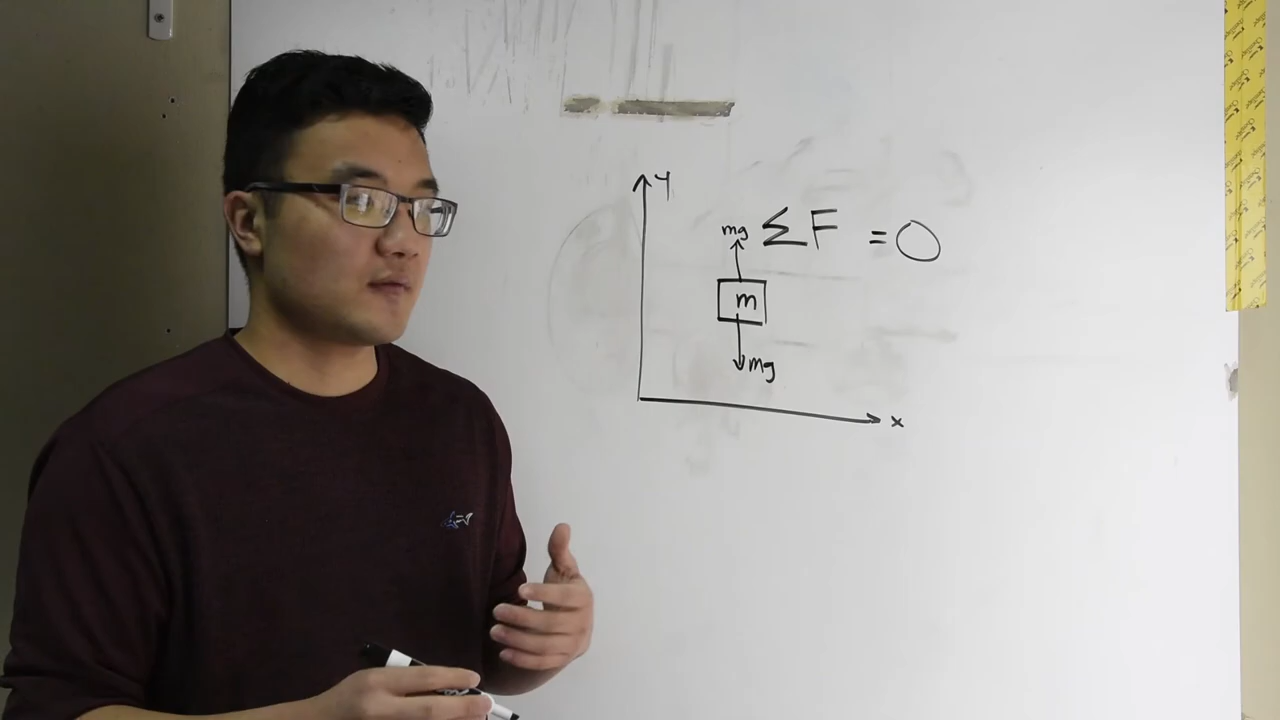 y
mg ΣF = 0
m
mg
x